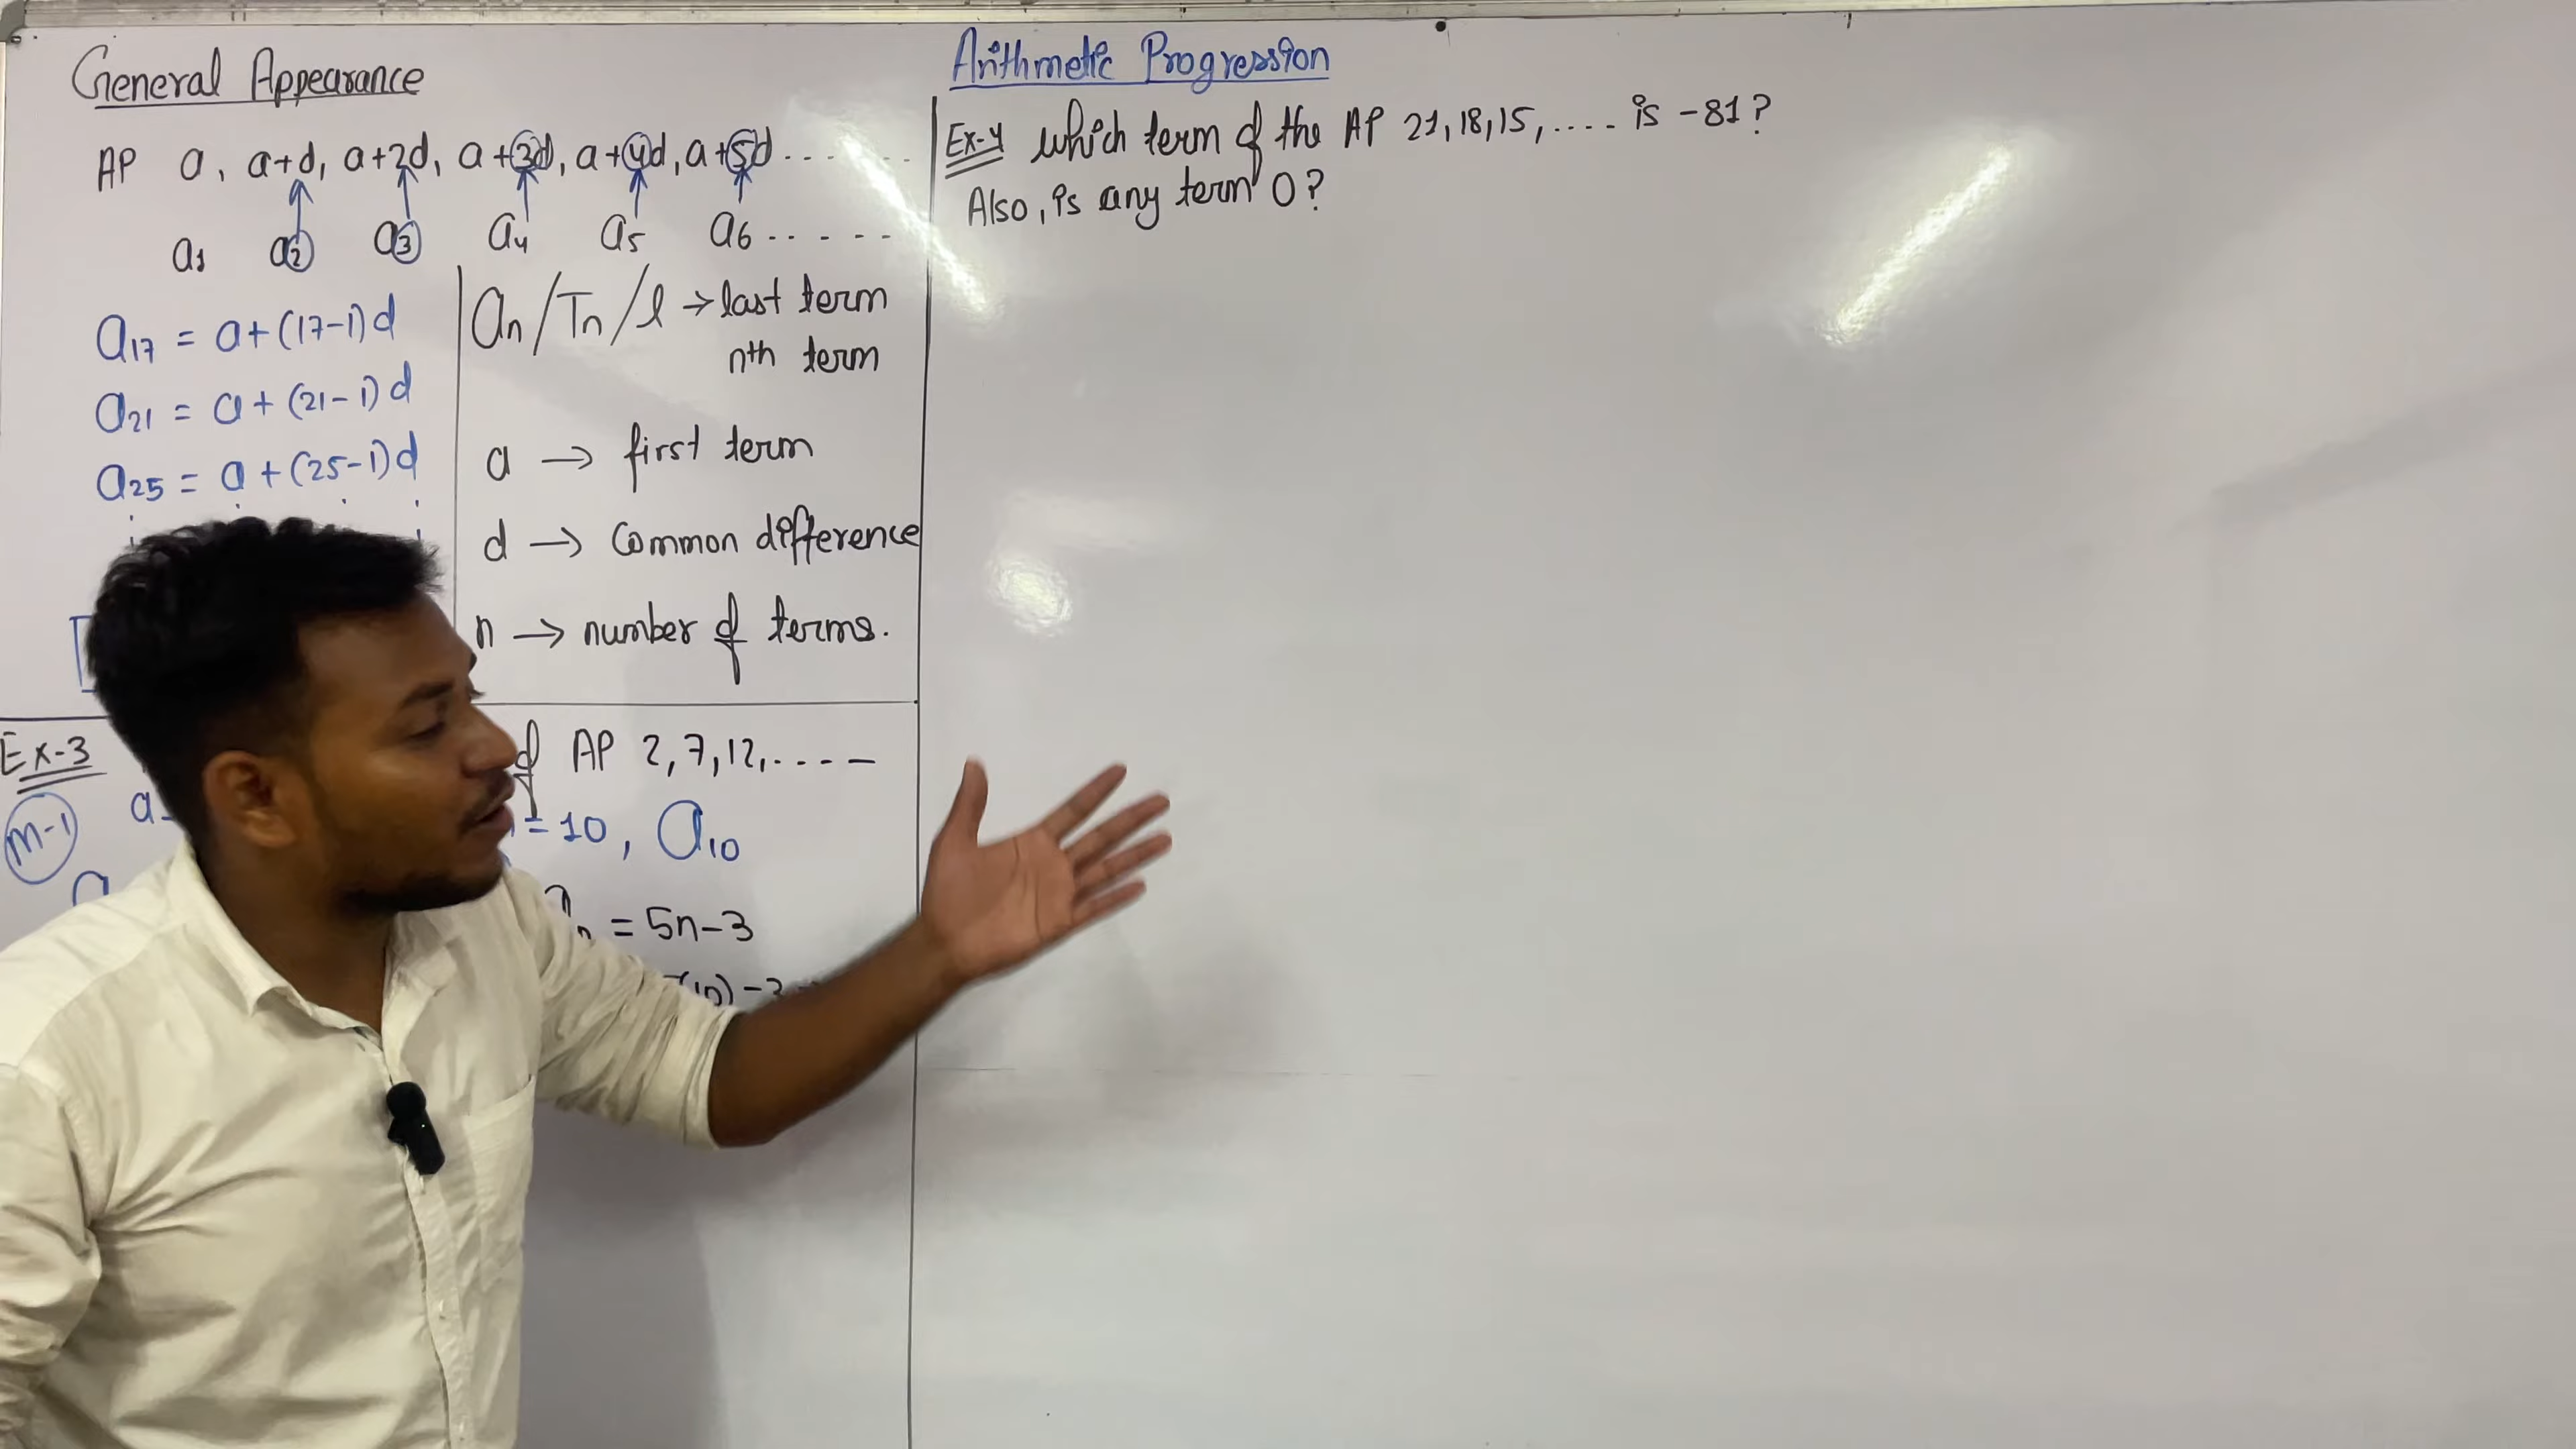 General Appearance
AP a, a+d, a+2d, a+3d, a+4d, a+5d ......
a1 a2 a3 a4 a5 a6 .....
a17 = a+(17-1)d
a21 = a+(21-1)d
a25 = a+(25-1)d
an/Tn/l → last term
nth term
a → first term
d → Common difference
n → number of terms.
Ex-3 of AP 2,7,12,....
m-1 a = 10, a10
= 5n-3
(10)-3
Arithmetic Progression
Ex-4 which term of the AP 21,18,15,.... is -81?
Also, is any term 0?